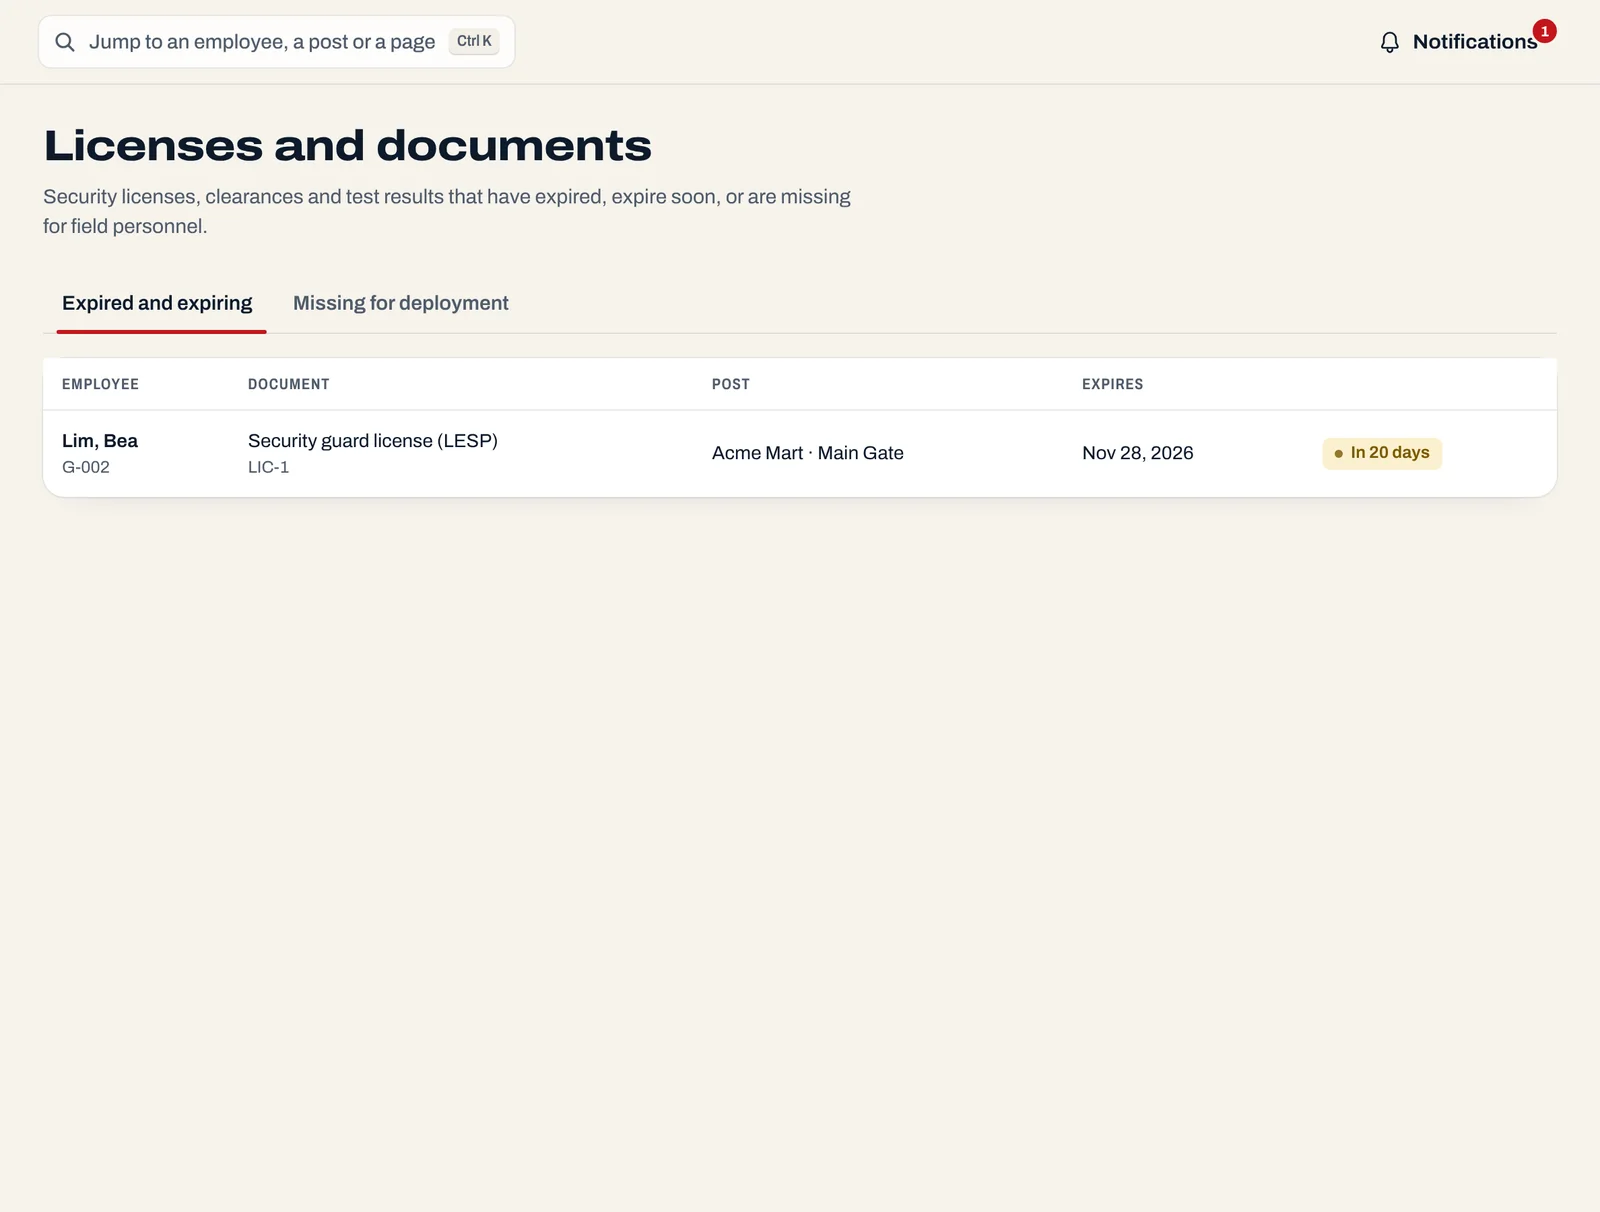 Jump to an employee, a post or a page Ctrl K
Notifications 1
Licenses and documents
Security licenses, clearances and test results that have expired, expire soon, or are missing
for field personnel.
Expired and expiring Missing for deployment
EMPLOYEE DOCUMENT POST EXPIRES
Lim, Bea Security guard license (LESP) Acme Mart · Main Gate Nov 28, 2026 In 20 days
G-002 LIC-1